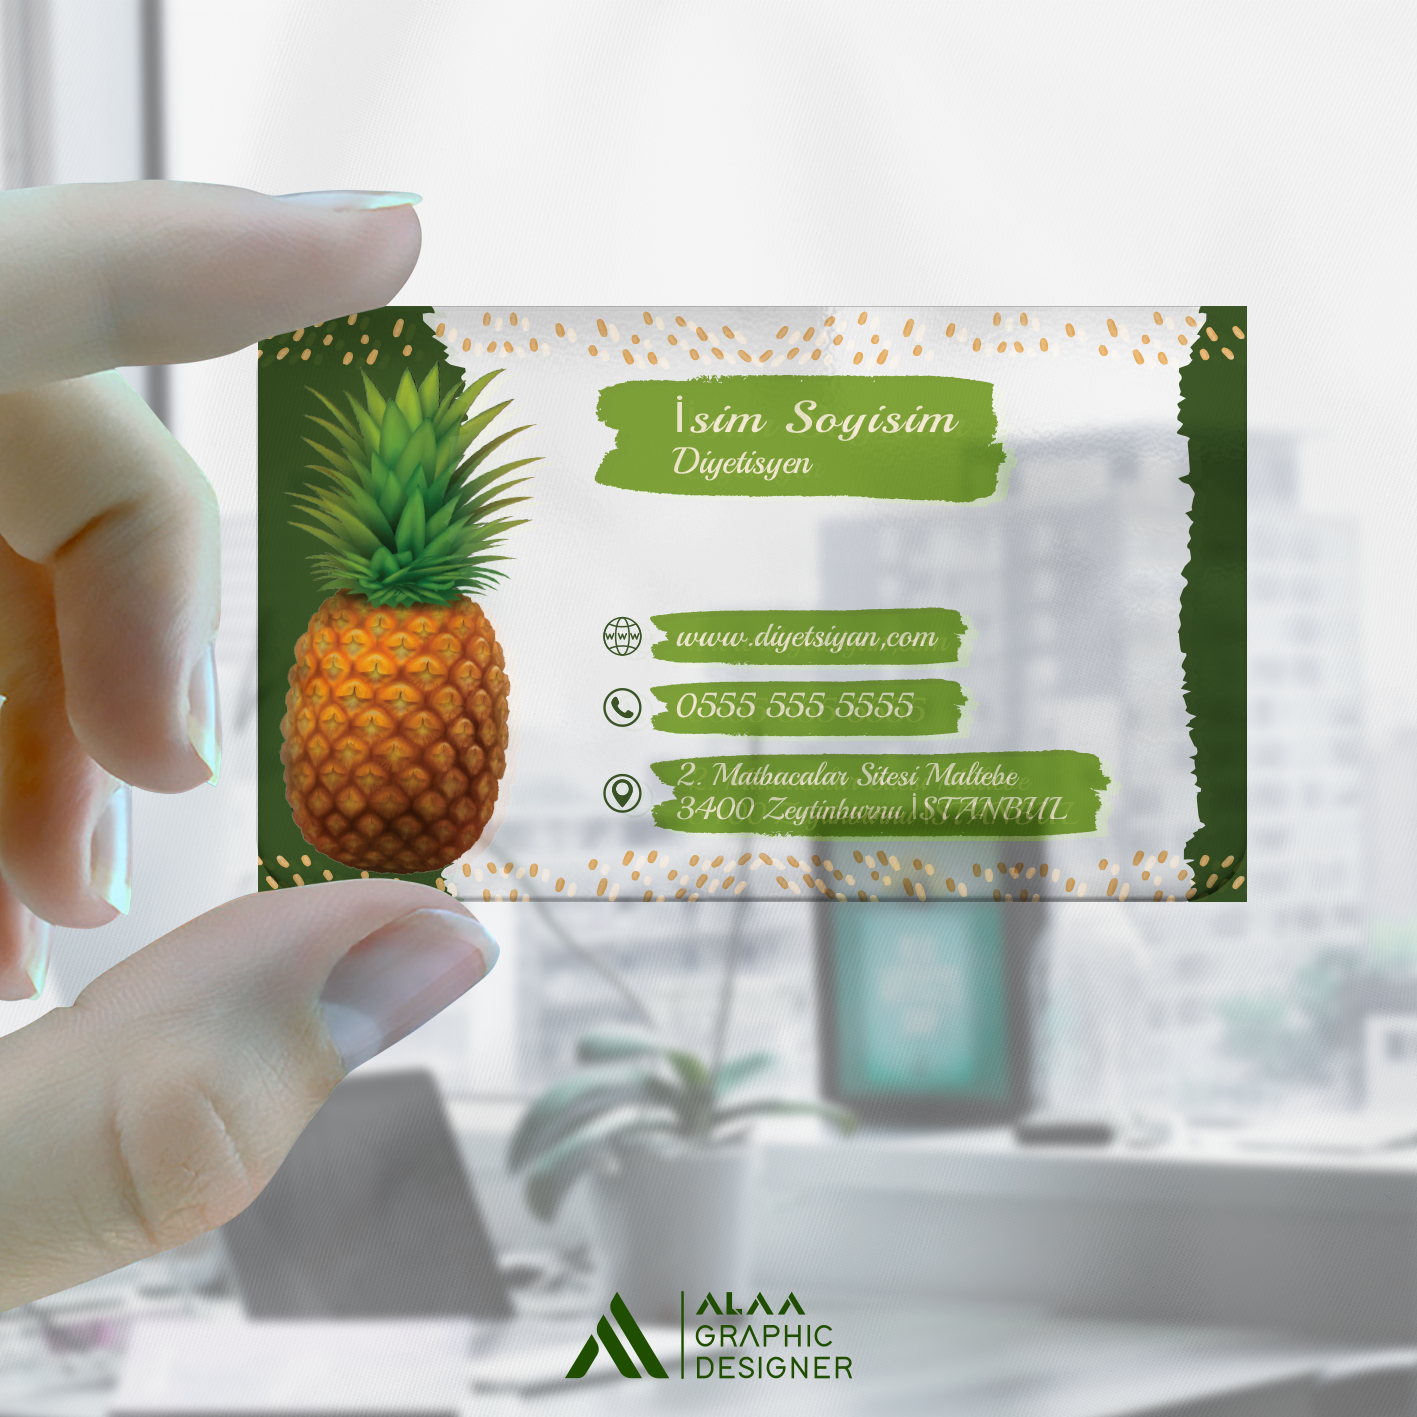 İsim Soyisim
Diyetisyen
www.diyetsiyan,com
0555 555 5555
2. Matbacalar Sitesi Maltebe
3400 Zeytinburnu İSTANBUL
ALAA
GRAPHIC
DESIGNER